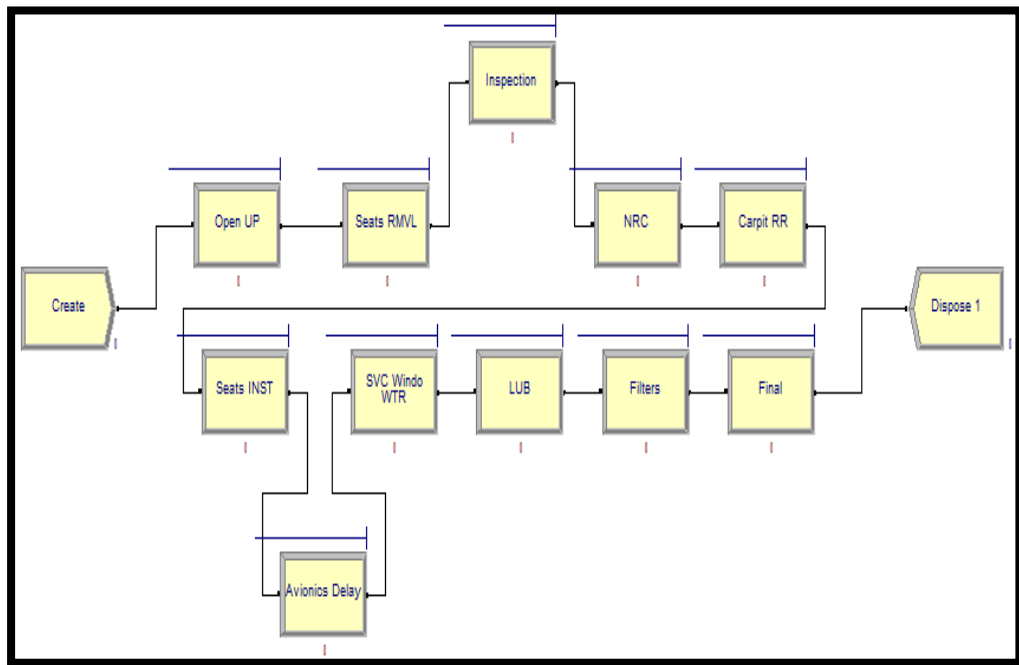 Inspection
Open UP
Seats RMVL
NRC
Carpit RR
Create
Dispose 1
Seats INST
SVC Windo
WTR
LUB
Filters
Final
Avionics Delay